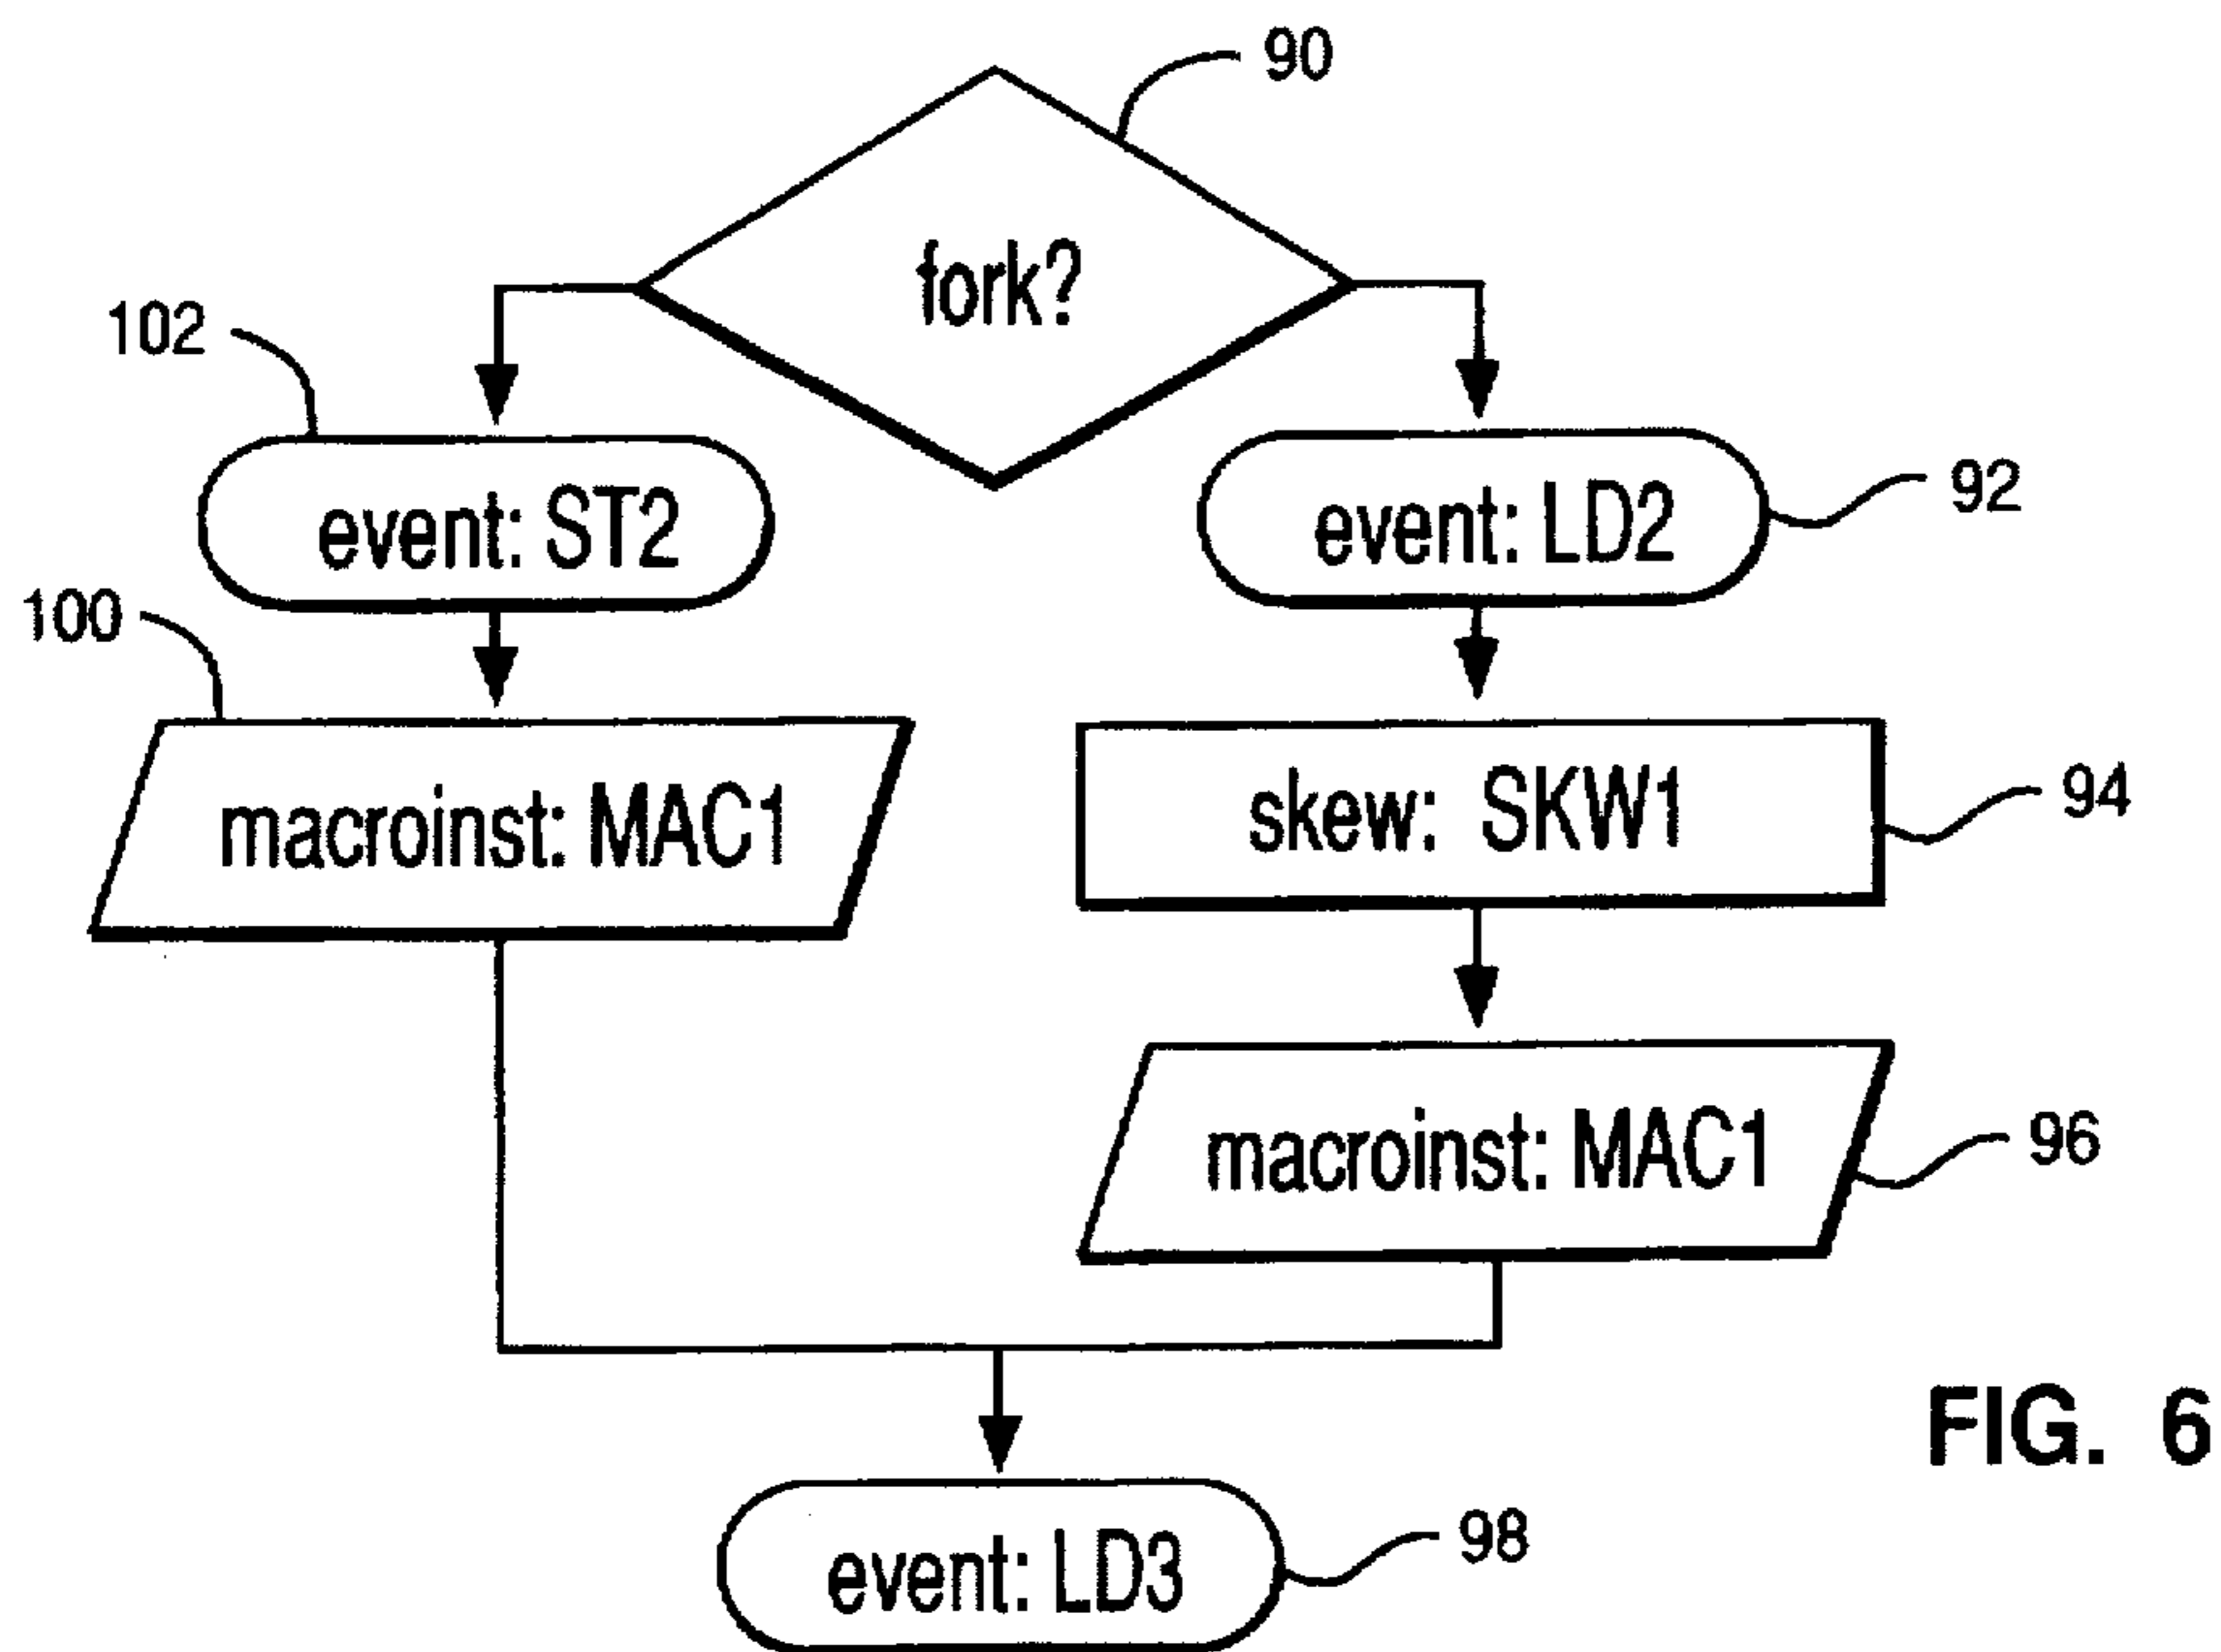 90
fork?
102
event: ST2
event: LD2
92
100
macroinst: MAC1
skew: SKW1
94
macroinst: MAC1
96
FIG. 6
event: LD3
98